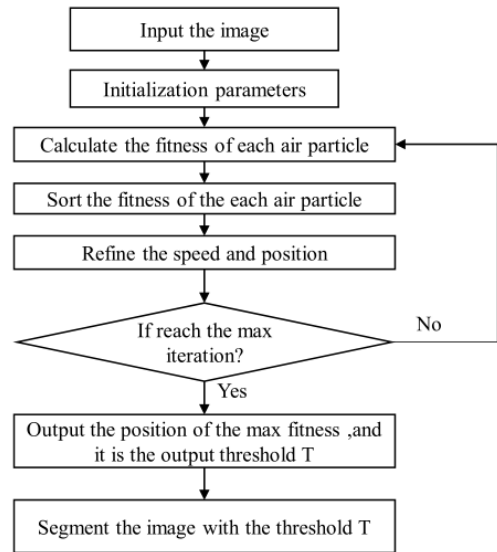 Input the image
Initialization parameters
Calculate the fitness of each air particle
Sort the fitness of the each air particle
Refine the speed and position
If reach the max
iteration?
No
Yes
Output the position of the max fitness ,and
it is the output threshold T
Segment the image with the threshold T